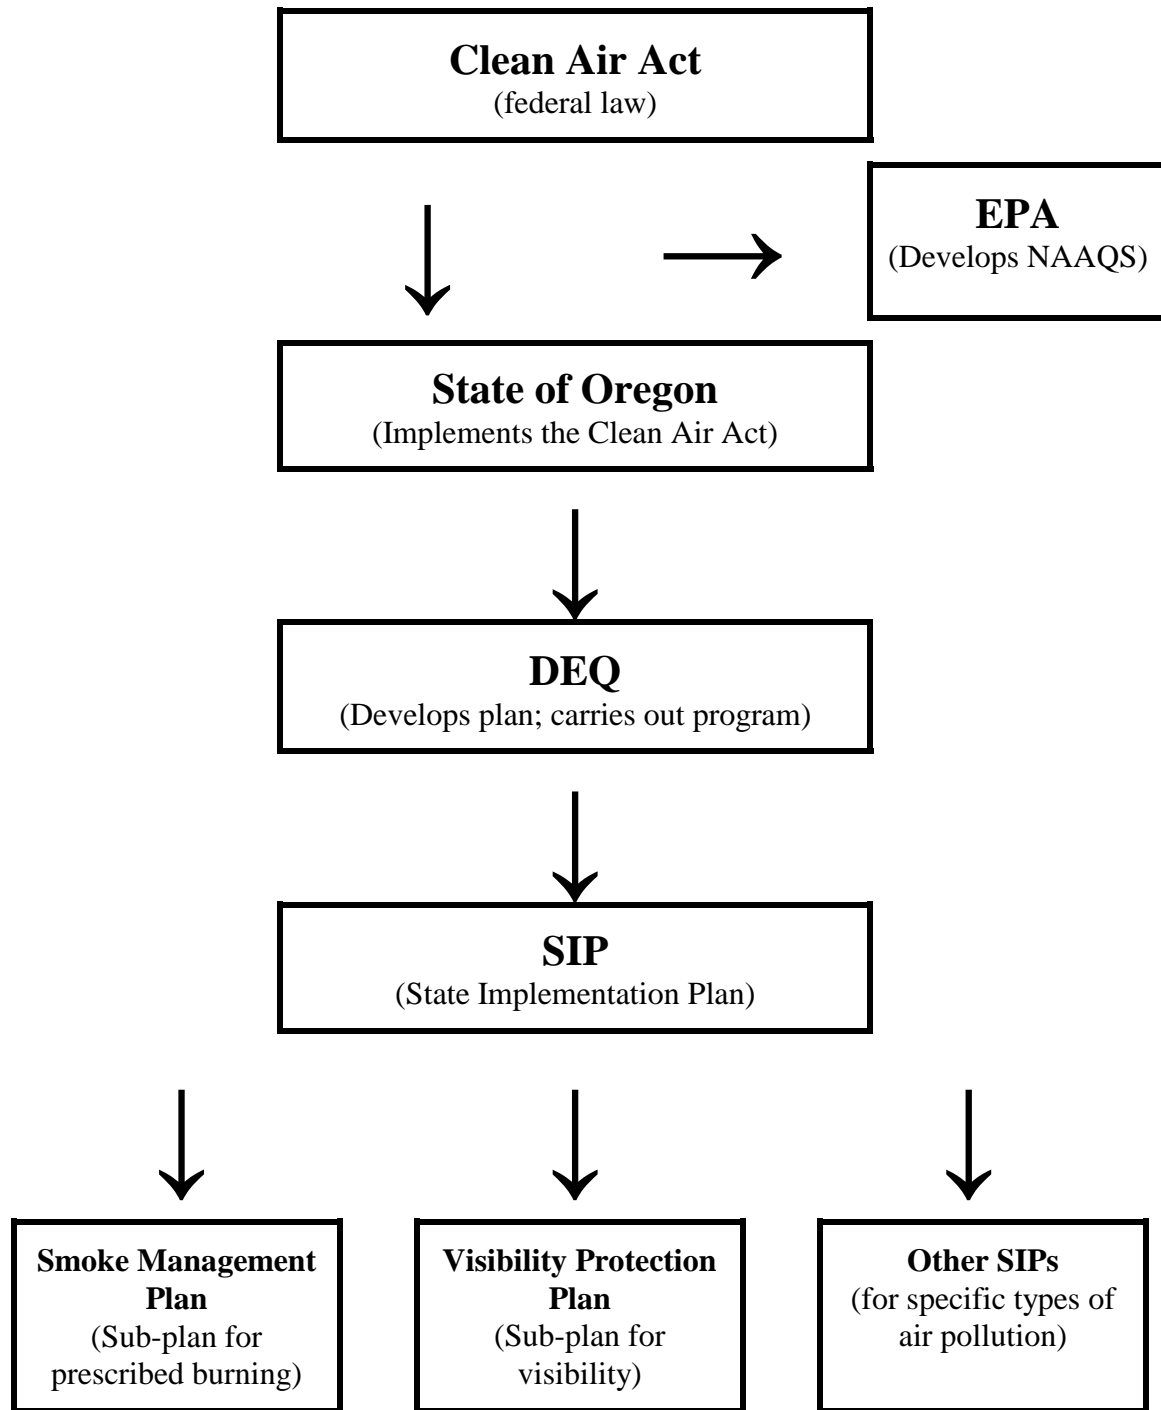 Clean Air Act
(federal law)
EPA
(Develops NAAQS)
State of Oregon
(Implements the Clean Air Act)
DEQ
(Develops plan; carries out program)
SIP
(State Implementation Plan)
Smoke Management
Plan
(Sub-plan for
prescribed burning)
Visibility Protection
Plan
(Sub-plan for
visibility)
Other SIPs
(for specific types of
air pollution)